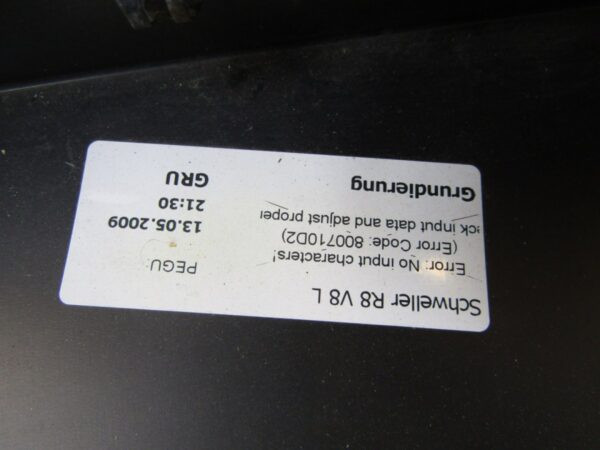 Schweller R8 V8 L
Error: No input characters! PEGU
(Error Code: 800710D2)
ck input data and adjust proper 13.05.2009
21:30
Grundierung GRU